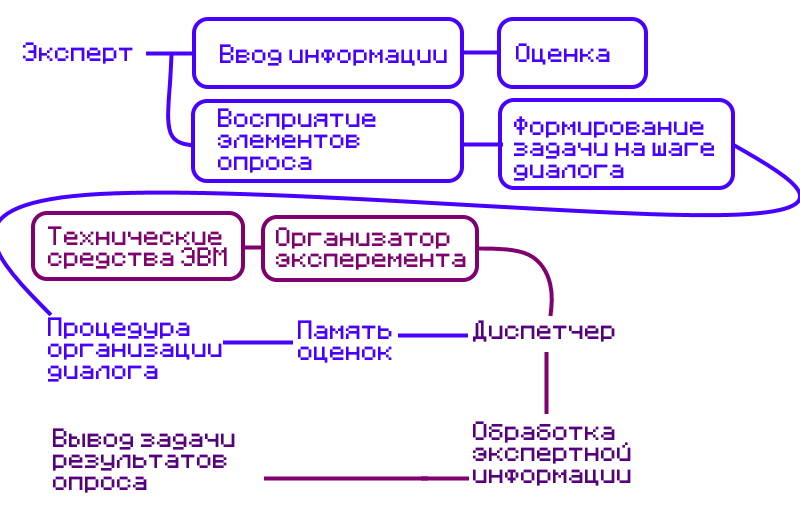 Эксперт
Ввод информации
Оценка
Восприятие
элементов
опроса
Формирование
задачи на шаге
диалога
Технические
средства ЭВМ
Организатор
эксперемента
Процедура
организации
диалога
Память
оценок
Диспетчер
Вывод задачи
результатов
опроса
Обработка
экспертной
информации